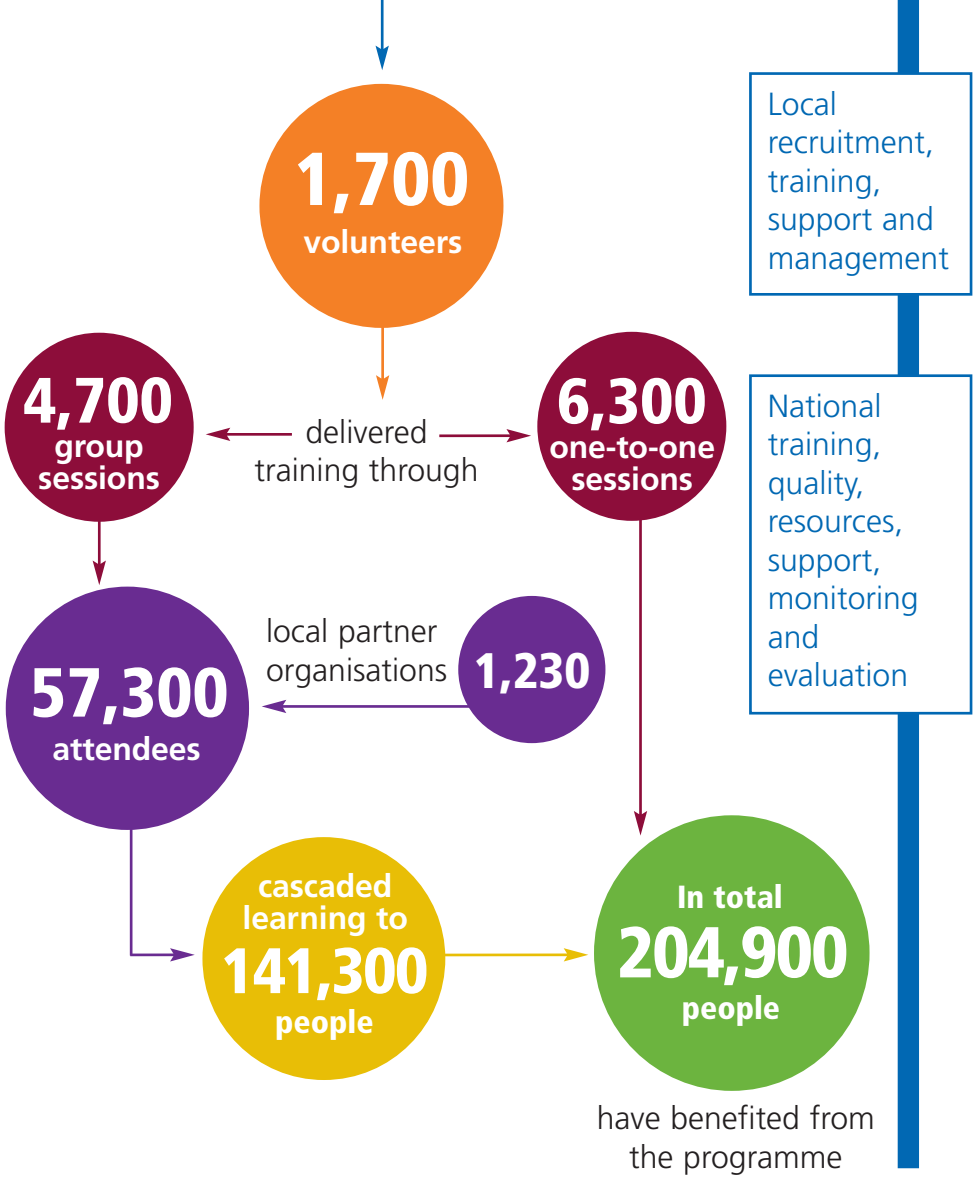 1,700
volunteers
4,700
group
sessions
delivered
training through
6,300
one-to-one
sessions
57,300
attendees
local partner
organisations
1,230
cascaded
learning to
141,300
people
In total
204,900
people
have benefited from
the programme
Local
recruitment,
training,
support and
management
National
training,
quality,
resources,
support,
monitoring
and
evaluation